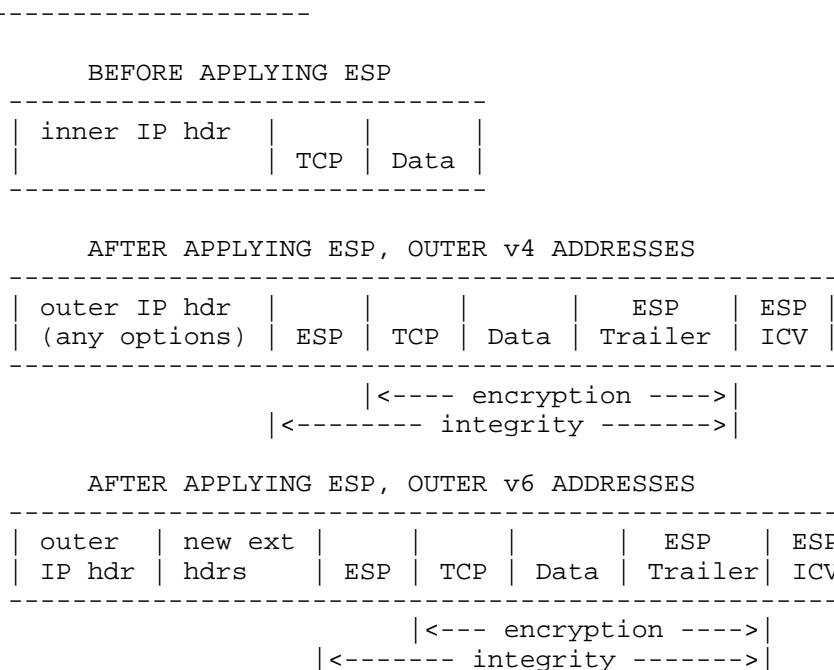 --------------------
BEFORE APPLYING ESP
------------------------------
| inner IP hdr  |     |      |
|               | TCP | Data |
------------------------------
AFTER APPLYING ESP, OUTER v4 ADDRESSES
----------------------------------------------------
| outer IP hdr  |     |     |      |   ESP   | ESP |
| (any options) | ESP | TCP | Data | Trailer | ICV |
----------------------------------------------------
|<---- encryption ---->|
|<-------- integrity ------->|
AFTER APPLYING ESP, OUTER v6 ADDRESSES
----------------------------------------------------
| outer  | new ext |     |     |      |  ESP   | ESP
| IP hdr | hdrs    | ESP | TCP | Data | Trailer| ICV
----------------------------------------------------
|<--- encryption ---->|
|<------- integrity ------->|